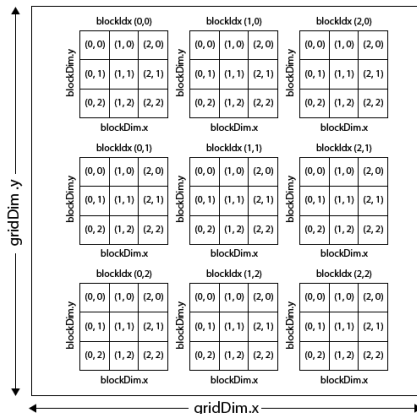 blockIdx (0,0) blockIdx (1,0) blockIdx (2,0)
blockDim.y (0, 0) (1, 0) (2, 0) blockDim.y (0, 0) (1, 0) (2, 0) blockDim.y (0, 0) (1, 0) (2, 0)
(0, 1) (1, 1) (2, 1) (0, 1) (1, 1) (2, 1) (0, 1) (1, 1) (2, 1)
(0, 2) (1, 2) (2, 2) (0, 2) (1, 2) (2, 2) (0, 2) (1, 2) (2, 2)
blockDim.x blockDim.x blockDim.x
blockIdx (0,1) blockIdx (1,1) blockIdx (2,1)
blockDim.y (0, 0) (1, 0) (2, 0) blockDim.y (0, 0) (1, 0) (2, 0) blockDim.y (0, 0) (1, 0) (2, 0)
(0, 1) (1, 1) (2, 1) (0, 1) (1, 1) (2, 1) (0, 1) (1, 1) (2, 1)
(0, 2) (1, 2) (2, 2) (0, 2) (1, 2) (2, 2) (0, 2) (1, 2) (2, 2)
blockDim.x blockDim.x blockDim.x
gridDim.y
blockIdx (0,2) blockIdx (1,2) blockIdx (2,2)
blockDim.y (0, 0) (1, 0) (2, 0) blockDim.y (0, 0) (1, 0) (2, 0) blockDim.y (0, 0) (1, 0) (2, 0)
(0, 1) (1, 1) (2, 1) (0, 1) (1, 1) (2, 1) (0, 1) (1, 1) (2, 1)
(0, 2) (1, 2) (2, 2) (0, 2) (1, 2) (2, 2) (0, 2) (1, 2) (2, 2)
blockDim.x blockDim.x blockDim.x
gridDim.x